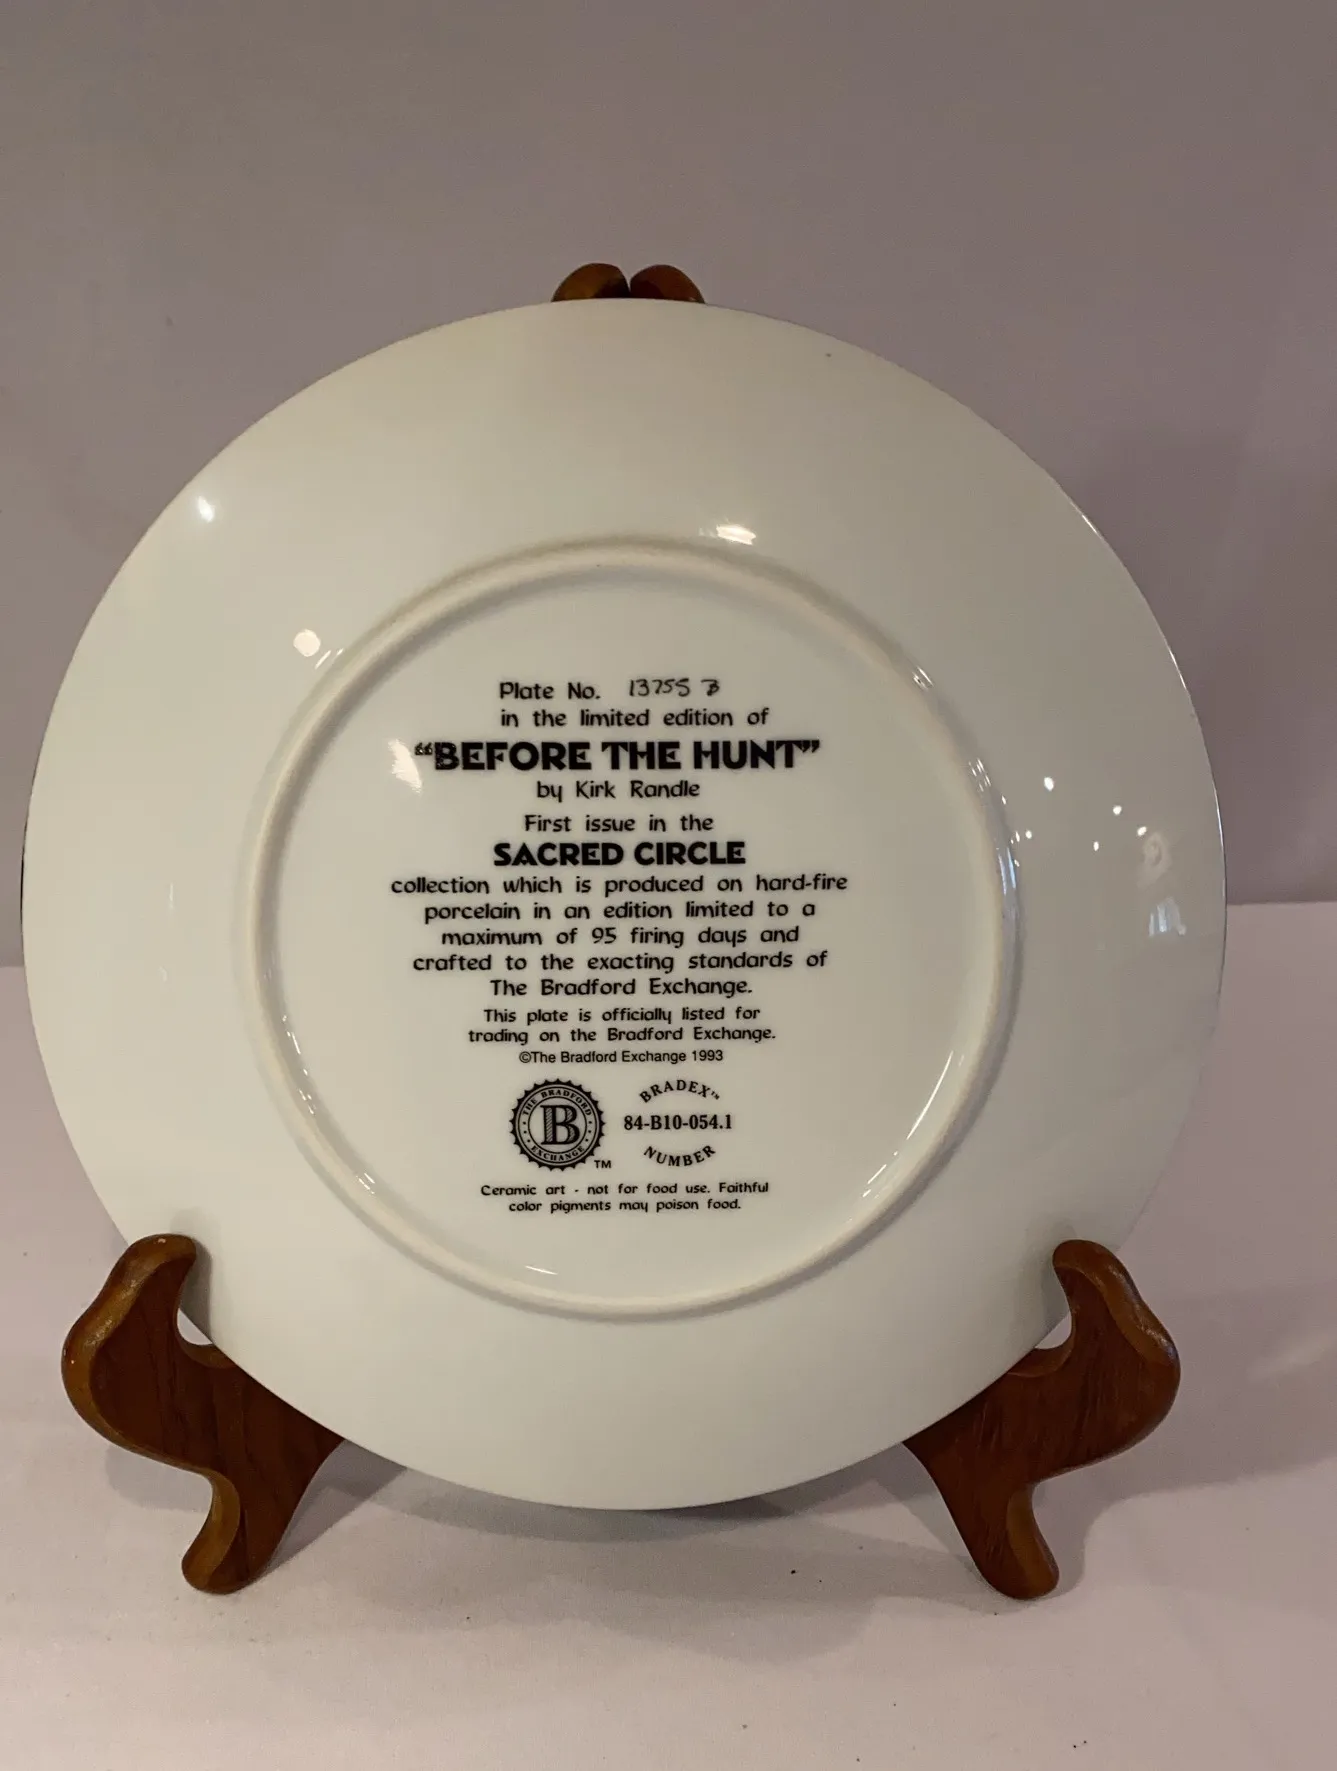 Plate No. 13755 B
in the limited edition of
“BEFORE THE HUNT”
by Kirk Randle
First issue in the
SACRED CIRCLE
collection which is produced on hard-fire
porcelain in an edition limited to a
maximum of 95 firing days and
crafted to the exacting standards of
The Bradford Exchange.
This plate is officially listed for
trading on the Bradford Exchange.
©The Bradford Exchange 1993
THE BRADFORD
B
EXCHANGE
TM
BRADEX™
84-B10-054.1
NUMBER
Ceramic art - not for food use. Faithful
color pigments may poison food.